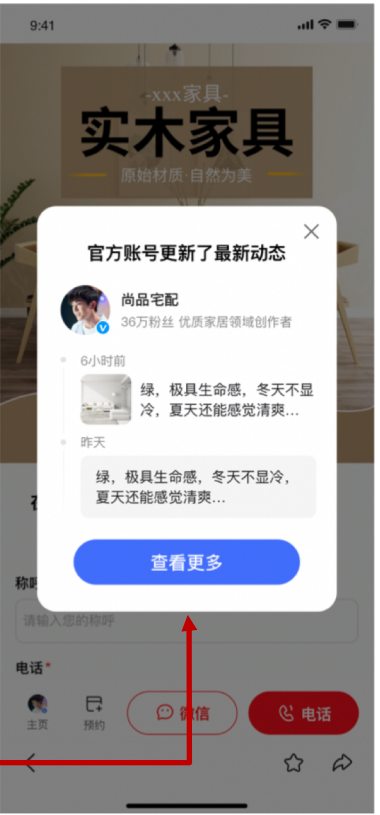 9:41
-xxx家具-
实木家具
原始材质·自然为美
官方账号更新了最新动态
尚品宅配
36万粉丝 优质家居领域创作者
6小时前
绿，极具生命感，冬天不显
冷，夏天还能感觉清爽...
昨天
绿，极具生命感，冬天不显冷，
夏天还能感觉清爽...
查看更多
称呼
请输入您的称呼
电话*
主页
预约
微信
电话